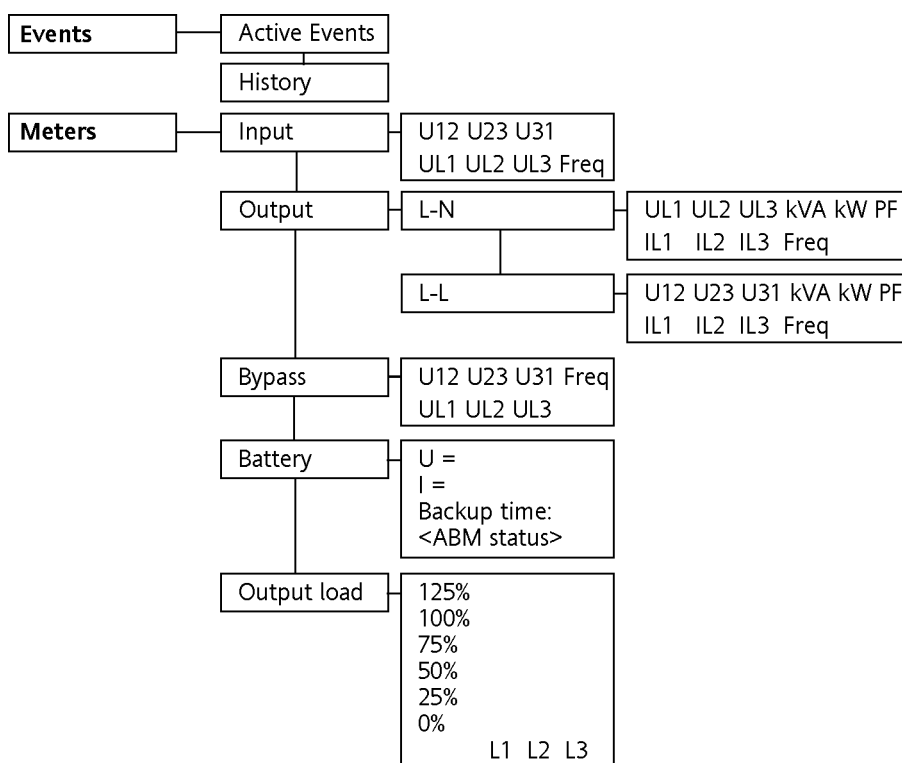 Events
Active Events
History
Meters
Input
U12 U23 U31
UL1 UL2 UL3 Freq
Output
L-N
UL1 UL2 UL3 kVA kW PF
IL1 IL2 IL3 Freq
L-L
U12 U23 U31 kVA kW PF
IL1 IL2 IL3 Freq
Bypass
U12 U23 U31 Freq
UL1 UL2 UL3
Battery
U =
I =
Backup time:
<ABM status>
Output load
125%
100%
75%
50%
25%
0%
L1 L2 L3